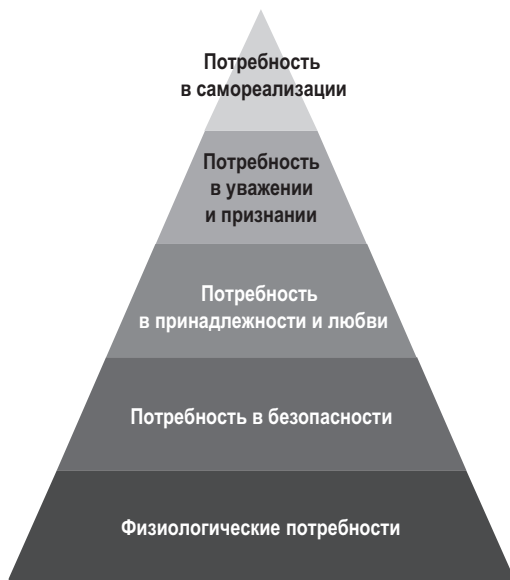 Потребность
в самореализации
Потребность
в уважении
и признании
Потребность
в принадлежности и любви
Потребность в безопасности
Физиологические потребности